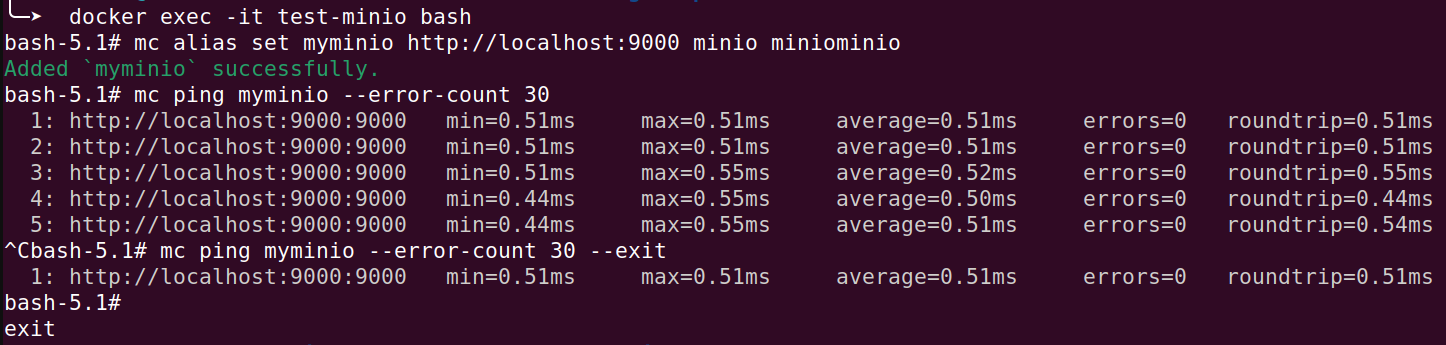 ╰─➤  docker exec -it test-minio bash
bash-5.1# mc alias set myminio http://localhost:9000 minio miniominio
Added `myminio` successfully.
bash-5.1# mc ping myminio --error-count 30
  1: http://localhost:9000:9000   min=0.51ms     max=0.51ms     average=0.51ms     errors=0   roundtrip=0.51ms
  2: http://localhost:9000:9000   min=0.51ms     max=0.51ms     average=0.51ms     errors=0   roundtrip=0.51ms
  3: http://localhost:9000:9000   min=0.51ms     max=0.55ms     average=0.52ms     errors=0   roundtrip=0.55ms
  4: http://localhost:9000:9000   min=0.44ms     max=0.55ms     average=0.50ms     errors=0   roundtrip=0.44ms
  5: http://localhost:9000:9000   min=0.44ms     max=0.55ms     average=0.51ms     errors=0   roundtrip=0.54ms
^Cbash-5.1# mc ping myminio --error-count 30 --exit
  1: http://localhost:9000:9000   min=0.51ms     max=0.51ms     average=0.51ms     errors=0   roundtrip=0.51ms
bash-5.1#
exit